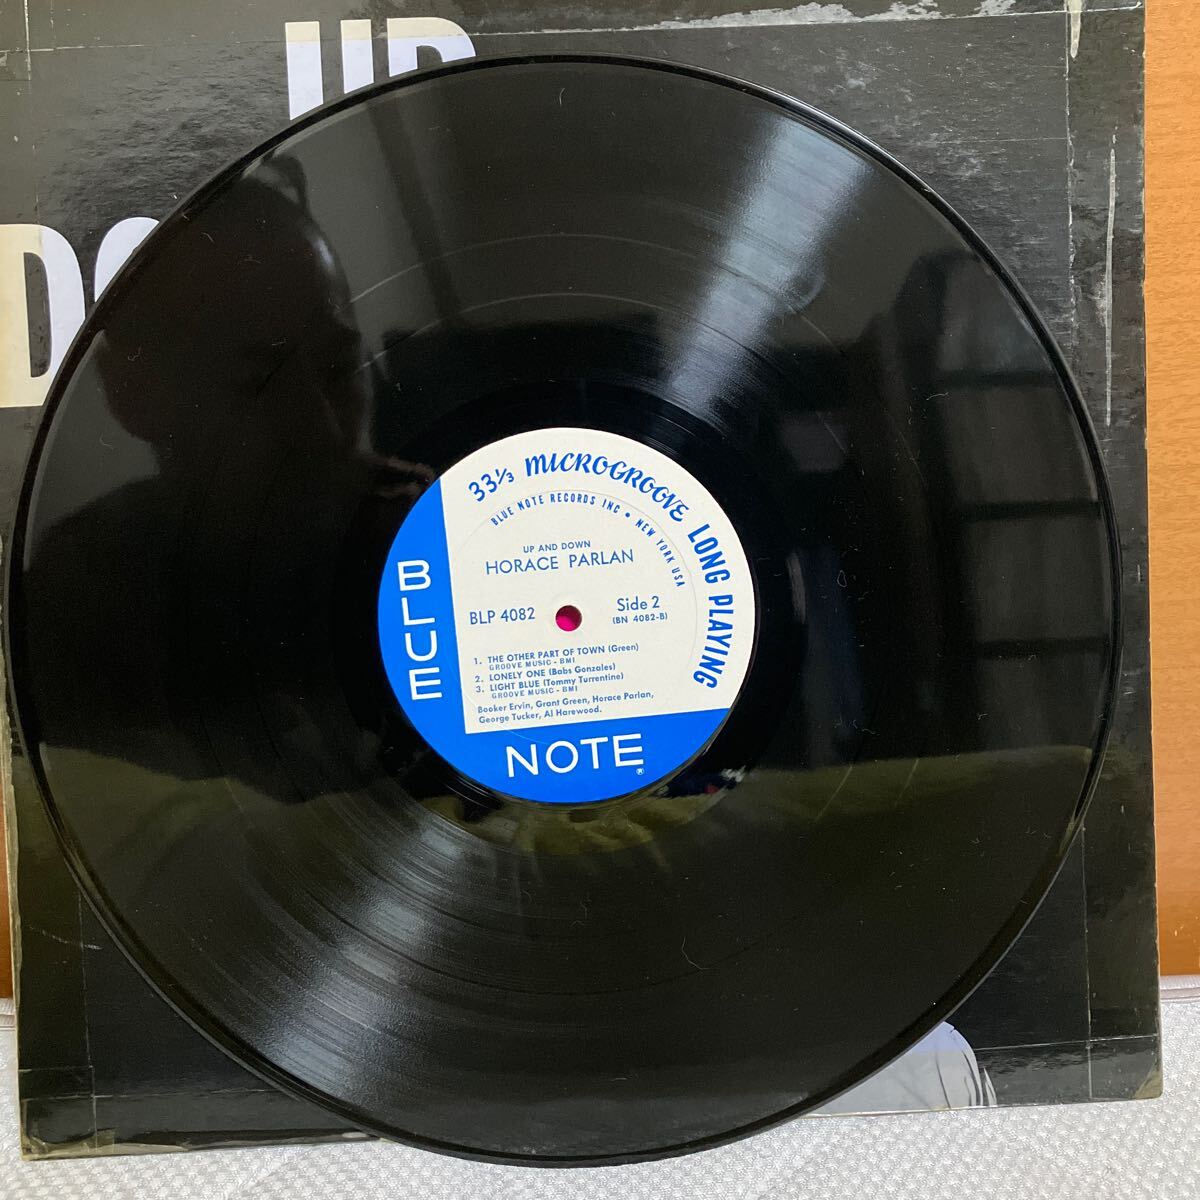 UP
33⅓ MICROGROOVE LONG PLAYING
BLUE NOTE RECORDS INC • NEW YORK USA
UP AND DOWN
HORACE PARLAN
BLP 4082
Side 2
(BN 4082-B)
1. THE OTHER PART OF TOWN (Green)
GROOVE MUSIC - BMI
2. LONELY ONE (Babs Gonzales)
3. LIGHT BLUE (Tommy Turrentine)
GROOVE MUSIC - BMI
Booker Ervin, Grant Green, Horace Parlan,
George Tucker, Al Harewood.
BLUE
NOTE®